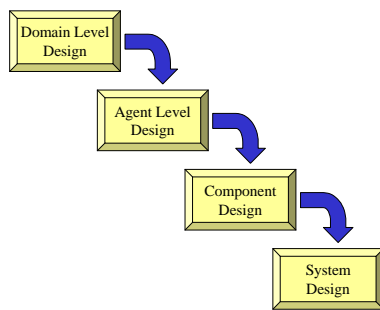 Domain Level
Design
Agent Level
Design
Component
Design
System
Design